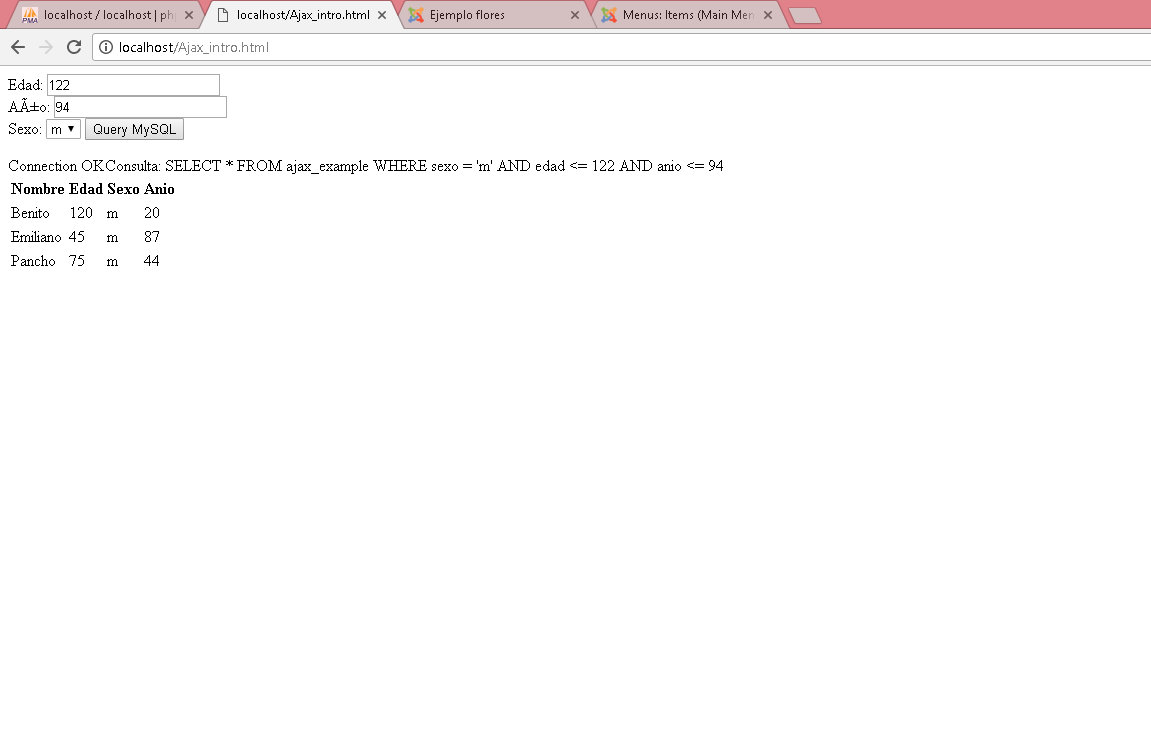 localhost / localhost | php
localhost/Ajax_intro.html
Ejemplo flores
Menus: Items (Main Men
localhost/Ajax_intro.html
Edad: 122
AÃ±o: 94
Sexo: m Query MySQL
Connection OKConsulta: SELECT * FROM ajax_example WHERE sexo = 'm' AND edad <= 122 AND anio <= 94
Nombre Edad Sexo Anio
Benito 120 m 20
Emiliano 45 m 87
Pancho 75 m 44